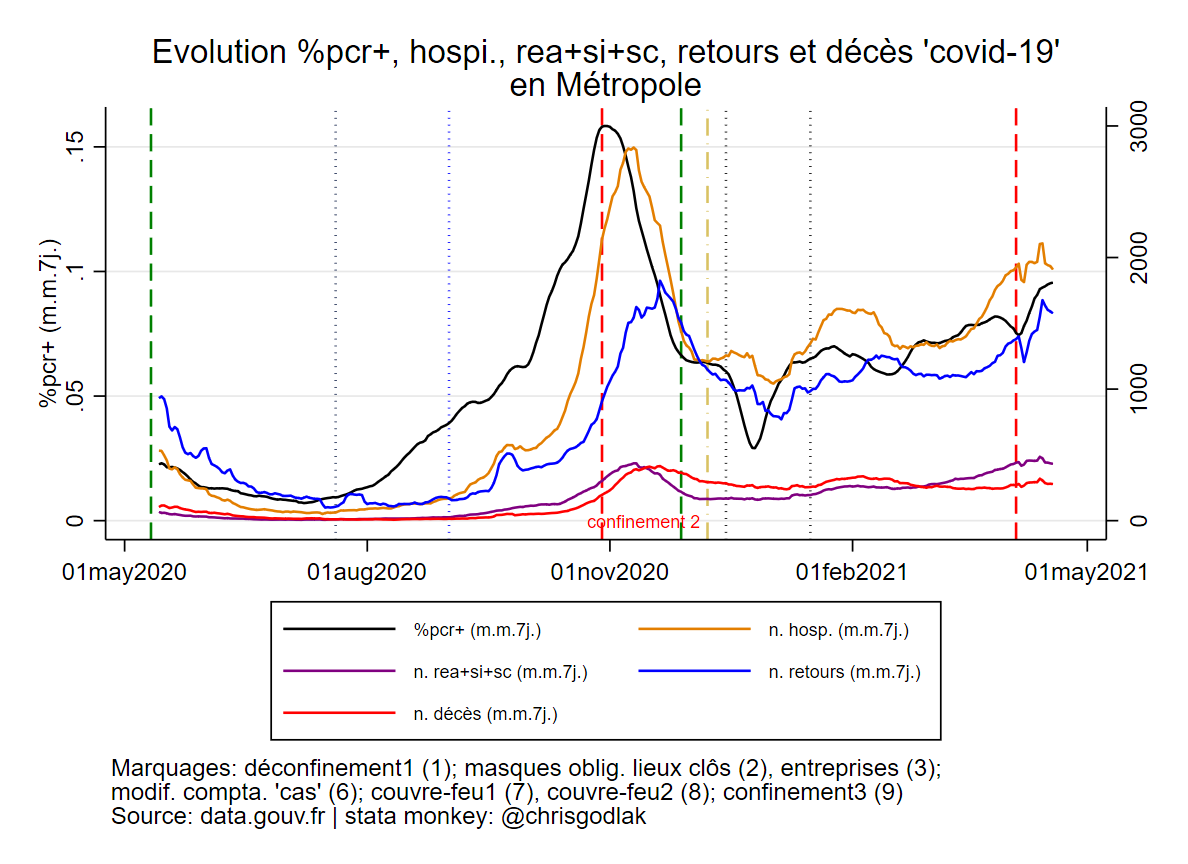 Evolution %pcr+, hospi., rea+si+sc, retours et décès 'covid-19'
en Métropole
%pcr+ (m.m.7j.)
.15
.1
.05
0
3000
2000
1000
0
confinement 2
01may2020
01aug2020
01nov2020
01feb2021
01may2021
%pcr+ (m.m.7j.)
n. hosp. (m.m.7j.)
n. rea+si+sc (m.m.7j.)
n. retours (m.m.7j.)
n. décès (m.m.7j.)
Marquages: déconfinement1 (1); masques oblig. lieux clôs (2), entreprises (3);
modif. compta. 'cas' (6); couvre-feu1 (7), couvre-feu2 (8); confinement3 (9)
Source: data.gouv.fr | stata monkey: @chrisgodlak